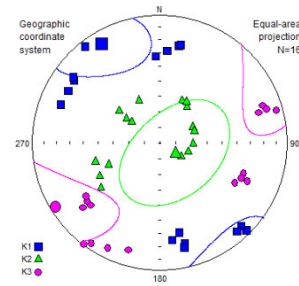 Geographic
coordinate
system
N
Equal-area
projection
N=16
270
90
K1
K2
K3
180